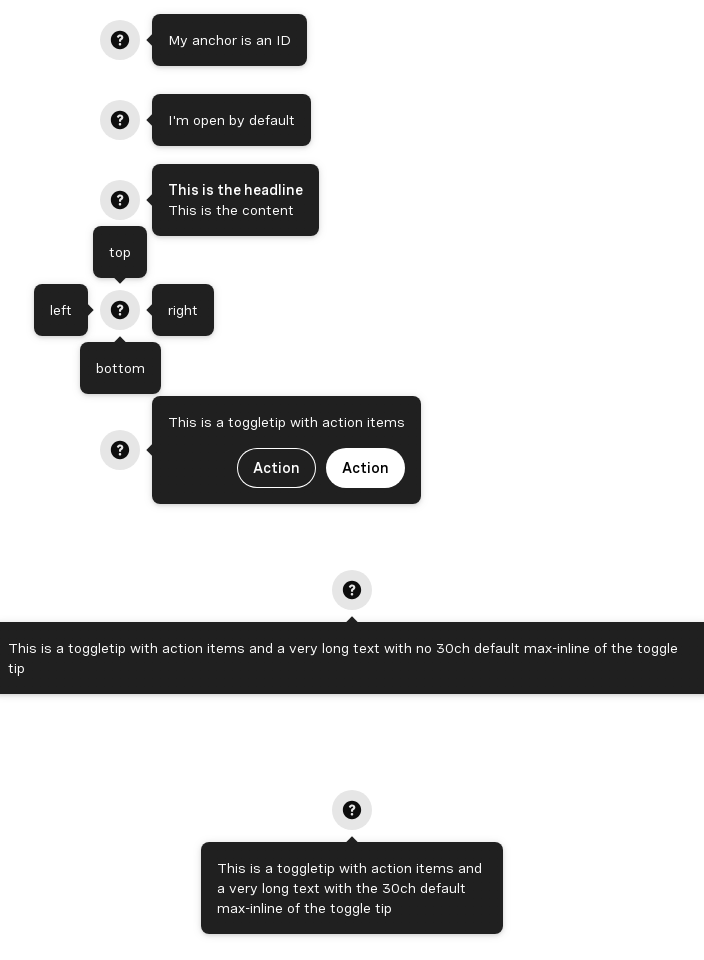 My anchor is an ID
I'm open by default
This is the headline
This is the content
top
left
right
bottom
This is a toggletip with action items
Action
Action
This is a toggletip with action items and a very long text with no 30ch default max-inline of the toggle
tip
This is a toggletip with action items and
a very long text with the 30ch default
max-inline of the toggle tip